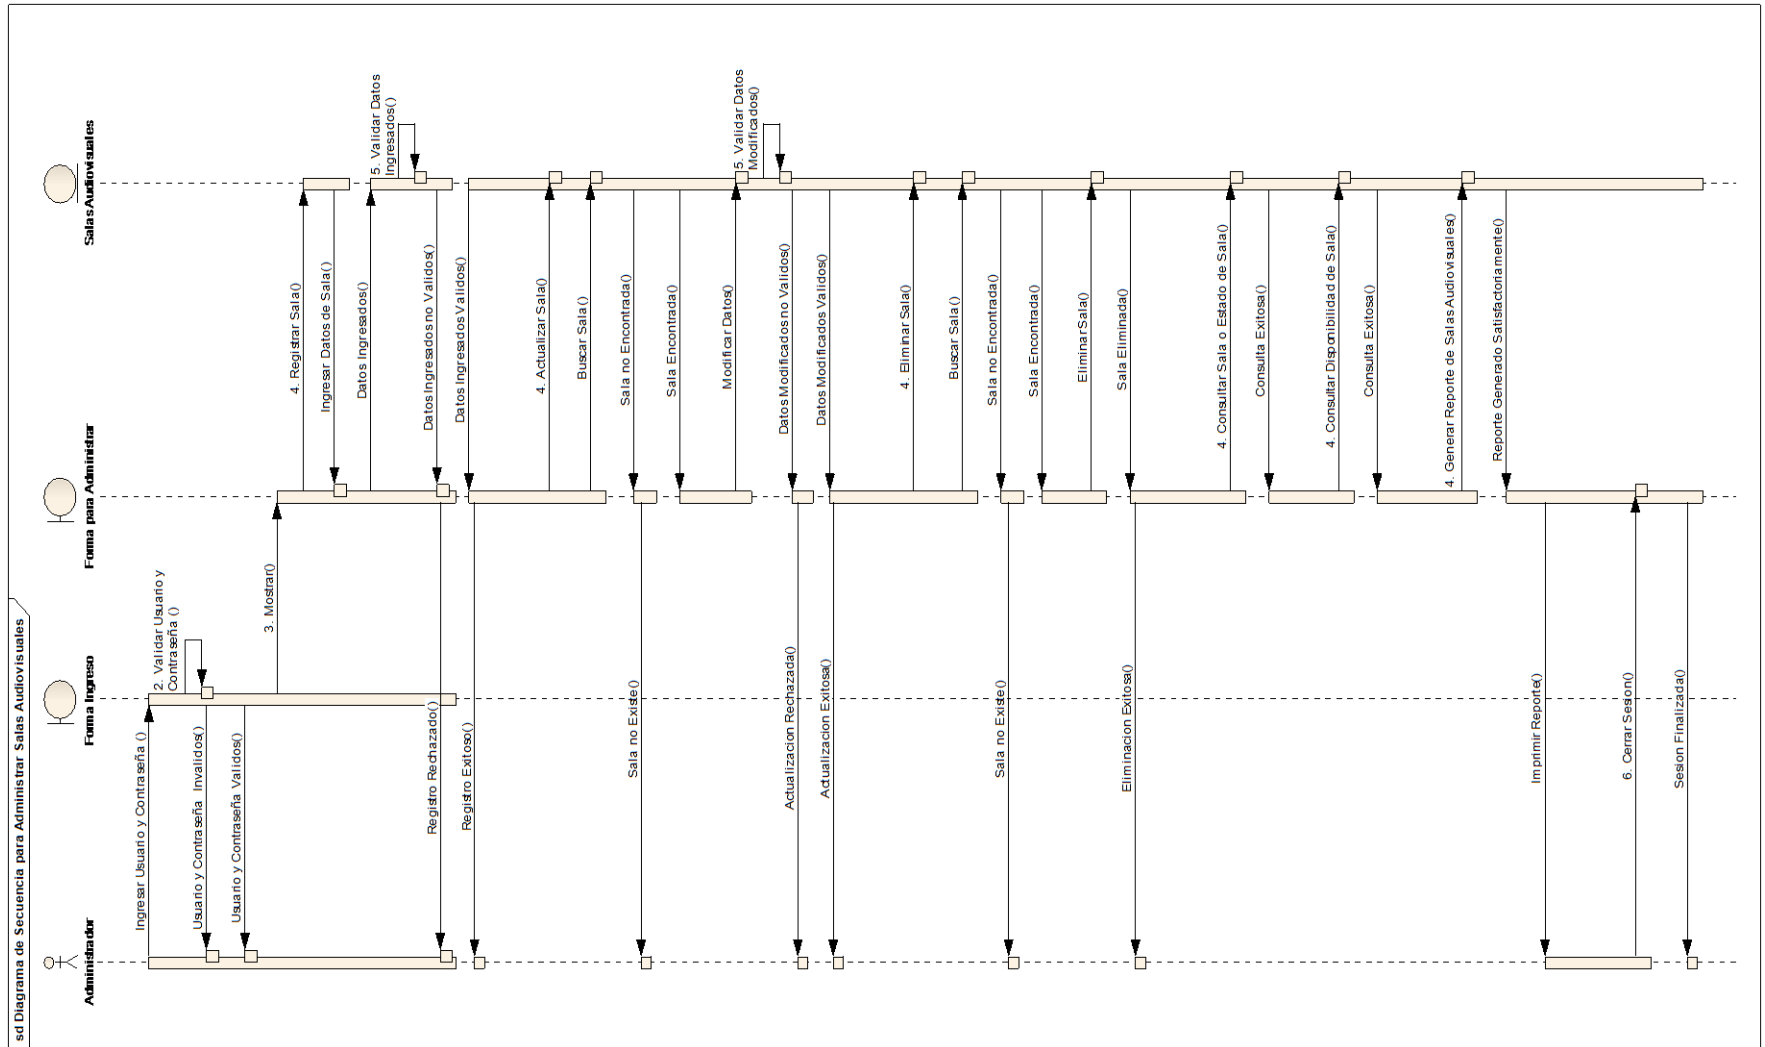 sd Diagrama de Secuencia para Administrar Salas Audiovisuales
Administrador
Forma Ingreso
Forma para Administrar
Salas Audiovisuales
Ingresar Usuario y Contraseña ()
2. Validar Usuario y
Contraseña ()
Usuario y Contraseña Invalidos()
Usuario y Contraseña Validos()
3. Mostrar()
4. Registrar Sala()
Ingresar Datos de Sala()
Datos Ingresados()
5. Validar Datos
Ingresados()
Datos Ingresados no Validos()
Registro Rechazado()
Datos Ingresados Validos()
Registro Exitoso()
4. Actualizar Sala()
Buscar Sala()
Sala no Encontrada()
Sala no Existe()
Sala Encontrada()
Modificar Datos()
5. Validar Datos
Modificados()
Datos Modificados no Validos()
Actualizacion Rechazada()
Datos Modificados Validos()
Actualizacion Exitosa()
4. Eliminar Sala()
Buscar Sala()
Sala no Encontrada()
Sala no Existe()
Sala Encontrada()
Eliminar Sala()
Sala Eliminada()
Eliminacion Exitosa()
4. Consultar Sala o Estado de Sala()
Consulta Exitosa()
4. Consultar Disponibilidad de Sala()
Consulta Exitosa()
4. Generar Reporte de Salas Audiovisuales()
Reporte Generado Satisfactoriamente()
Imprimir Reporte()
6. Cerrar Sesion()
Sesion Finalizada()